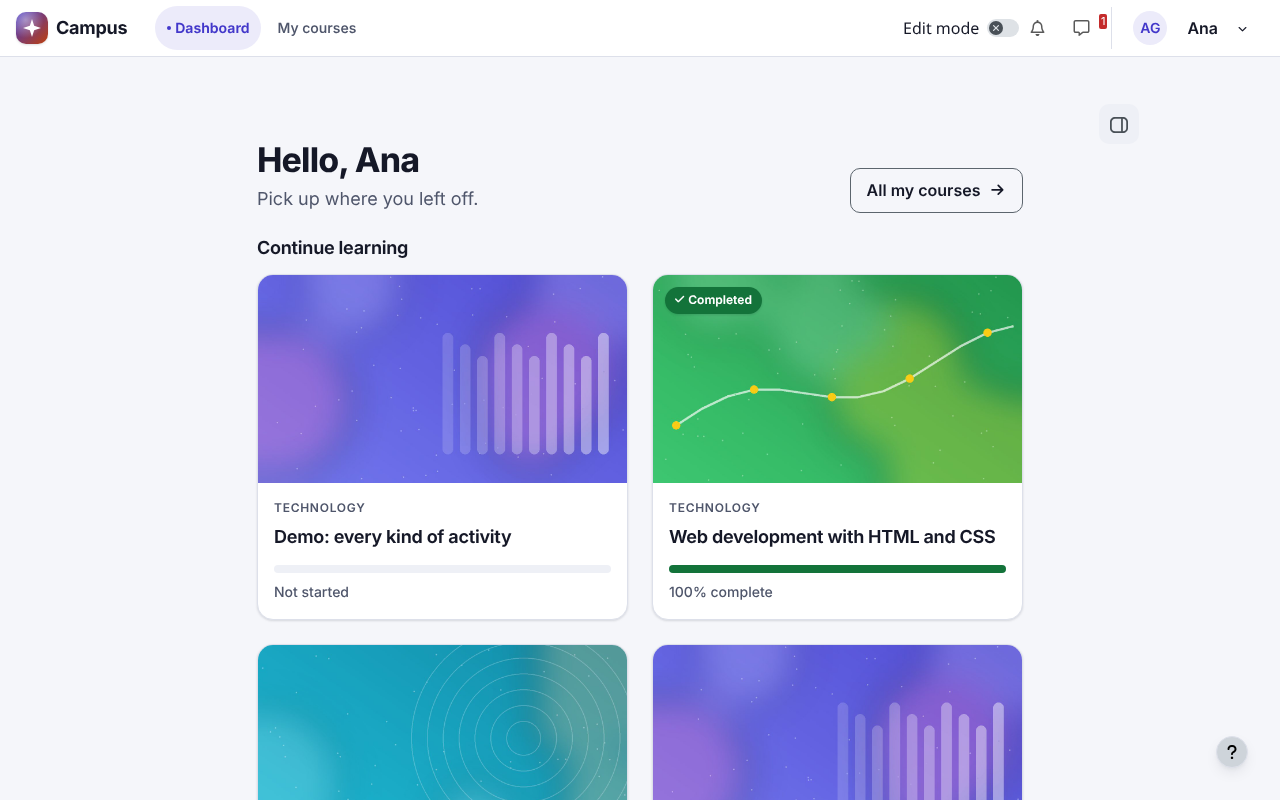 Campus
• Dashboard
My courses
Edit mode
1
AG
Ana
Hello, Ana
Pick up where you left off.
All my courses →
Continue learning
✓ Completed
TECHNOLOGY
Demo: every kind of activity
Not started
TECHNOLOGY
Web development with HTML and CSS
100% complete
?